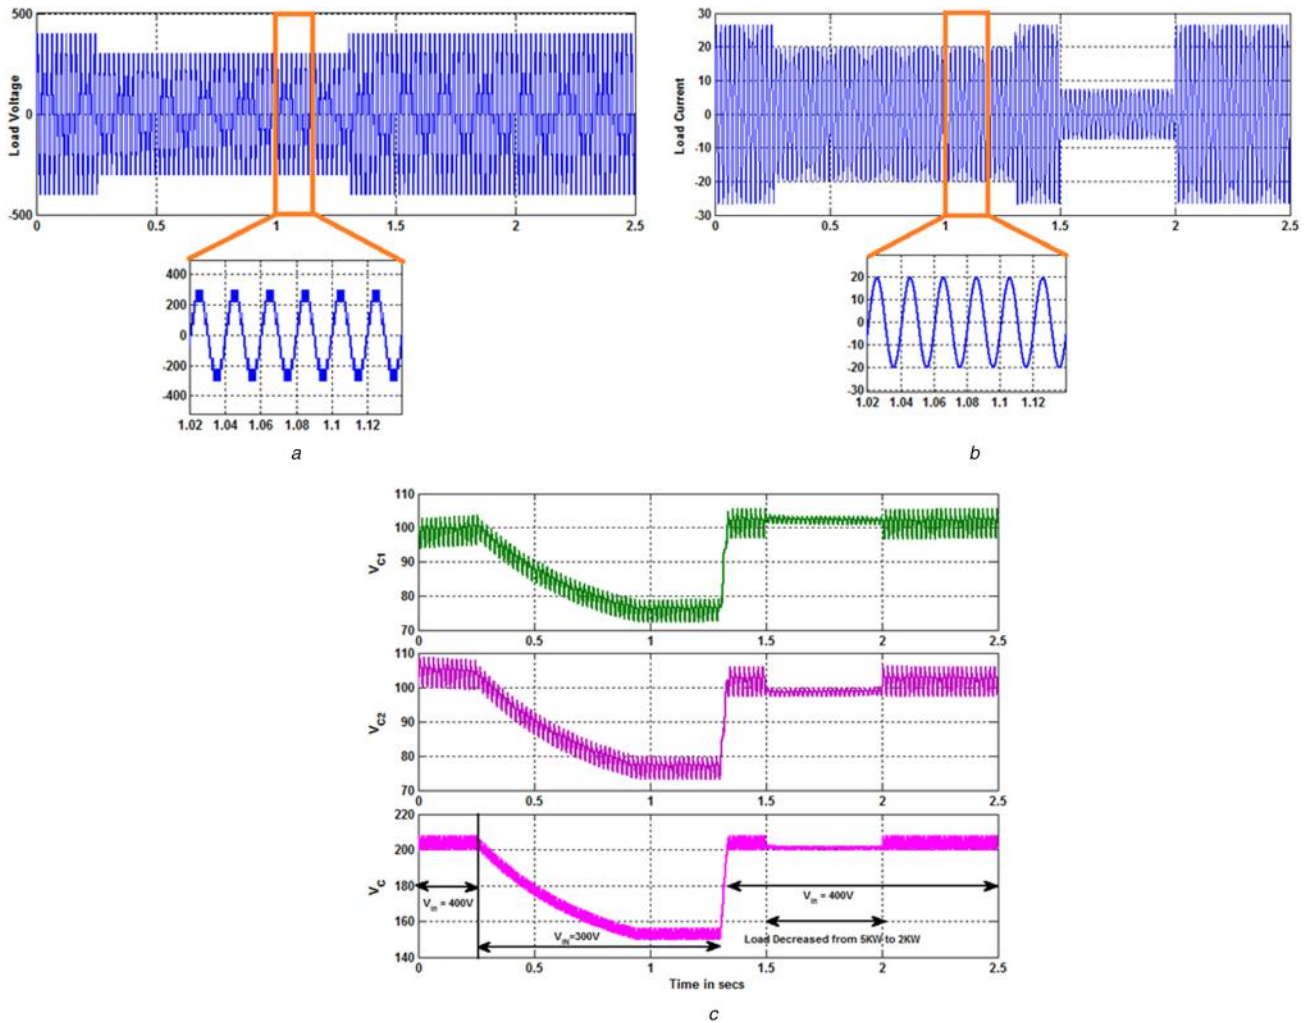 500
0
-500
Load Voltage
0 0.5 1 1.5 2 2.5
400
200
0
-200
-400
1.02 1.04 1.06 1.08 1.1 1.12
a
30
20
10
0
-10
-20
-30
Load Current
0 0.5 1 1.5 2 2.5
20
10
0
-10
-20
-30
1.02 1.04 1.06 1.08 1.1 1.12
b
110
100
90
80
70
VC1
0 0.5 1 1.5 2 2.5
110
100
90
80
70
VC2
0 0.5 1 1.5 2 2.5
220
200
180
160
140
VC
VIN = 400V
VIN=300V
VIN = 400V
Load Decreased from 5KW to 2KW
0 0.5 1 1.5 2 2.5
Time in secs
c